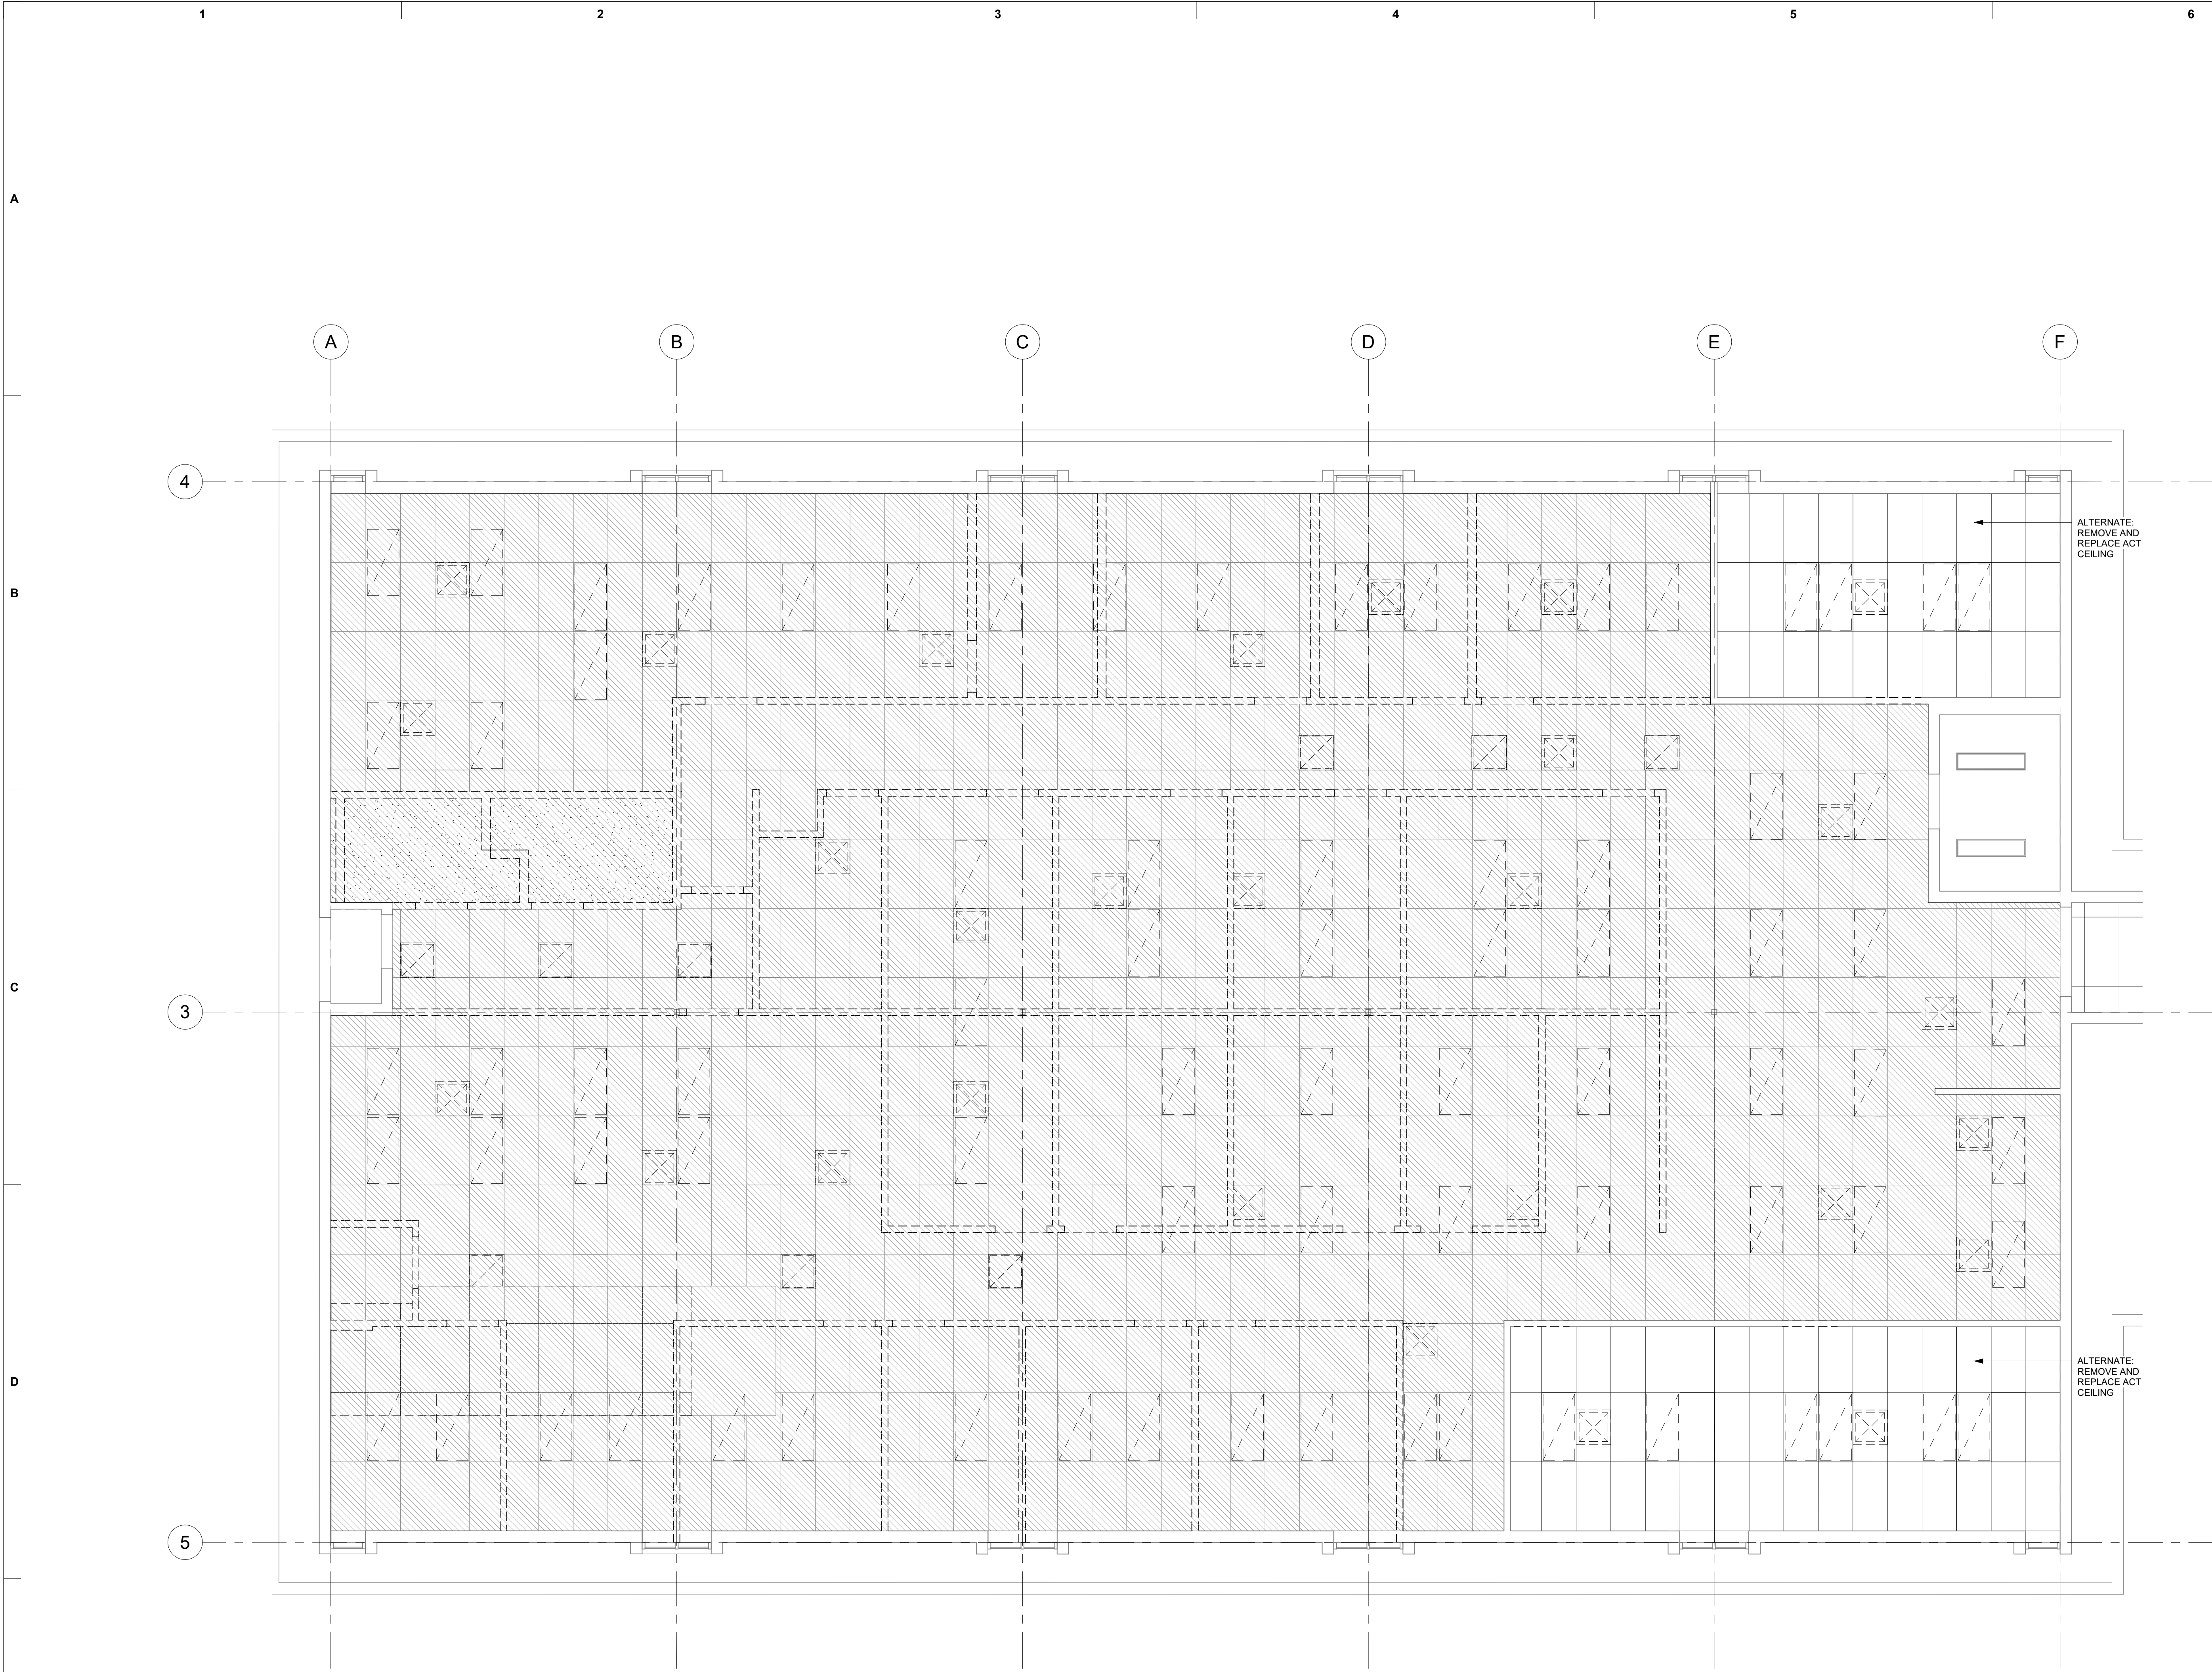 1
2
3
4
5
6
A
A
B
C
D
E
F
4
ALTERNATE:
REMOVE AND
REPLACE ACT
CEILING
B
C
3
D
ALTERNATE:
REMOVE AND
REPLACE ACT
CEILING
5